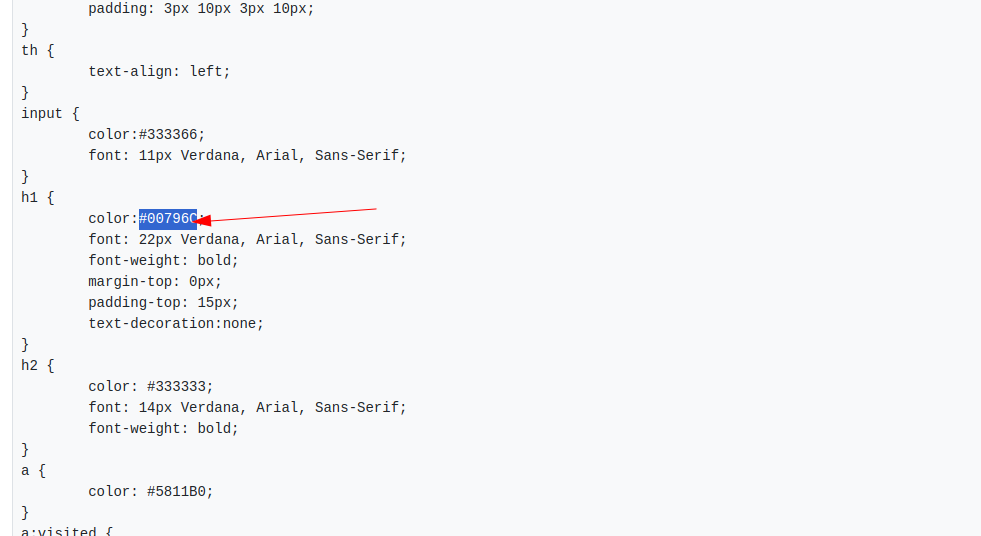 padding: 3px 10px 3px 10px;
}
th {
text-align: left;
}
input {
color:#333366;
font: 11px Verdana, Arial, Sans-Serif;
}
h1 {
color:#00796C;
font: 22px Verdana, Arial, Sans-Serif;
font-weight: bold;
margin-top: 0px;
padding-top: 15px;
text-decoration:none;
}
h2 {
color: #333333;
font: 14px Verdana, Arial, Sans-Serif;
font-weight: bold;
}
a {
color: #5811B0;
}
a:visited {